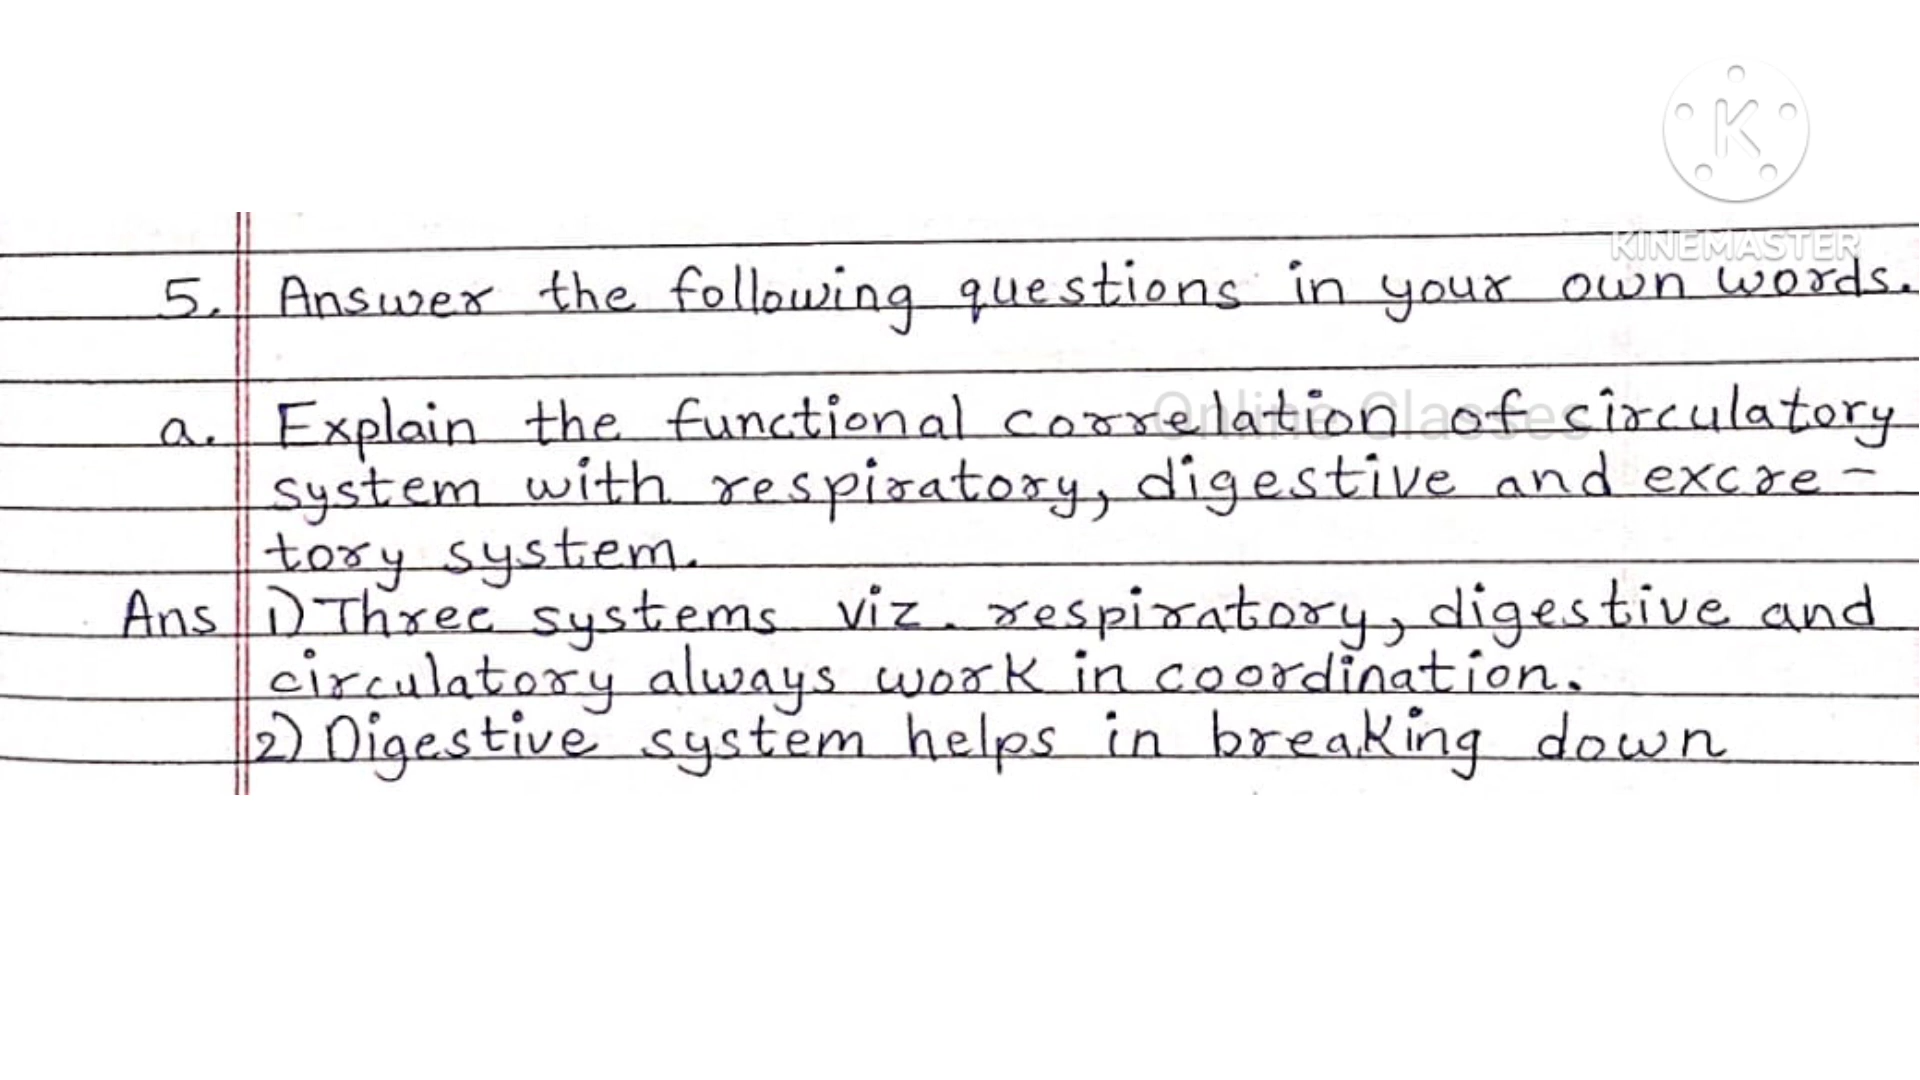 K
KINEMASTER
5. Answer the following questions in your own words.
Online Classes
a. Explain the functional correlation of circulatory
system with respiratory, digestive and excre-
tory system.
Ans 1) Three systems viz. respiratory, digestive and
circulatory always work in coordination.
2) Digestive system helps in breaking down